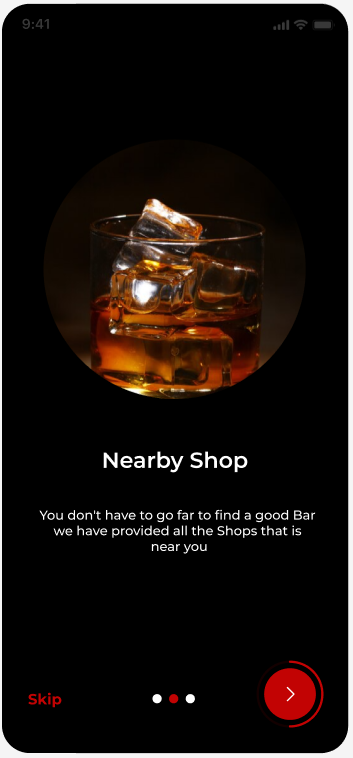 9:41
Nearby Shop
You don't have to go far to find a good Bar
we have provided all the Shops that is
near you
Skip